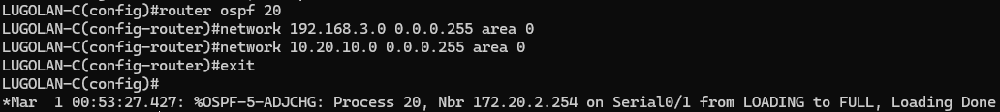 LUGOLAN-C(config)#router ospf 20
LUGOLAN-C(config-router)#network 192.168.3.0 0.0.0.255 area 0
LUGOLAN-C(config-router)#network 10.20.10.0 0.0.0.255 area 0
LUGOLAN-C(config-router)#exit
LUGOLAN-C(config)#
*Mar  1 00:53:27.427: %OSPF-5-ADJCHG: Process 20, Nbr 172.20.2.254 on Serial0/1 from LOADING to FULL, Loading Done